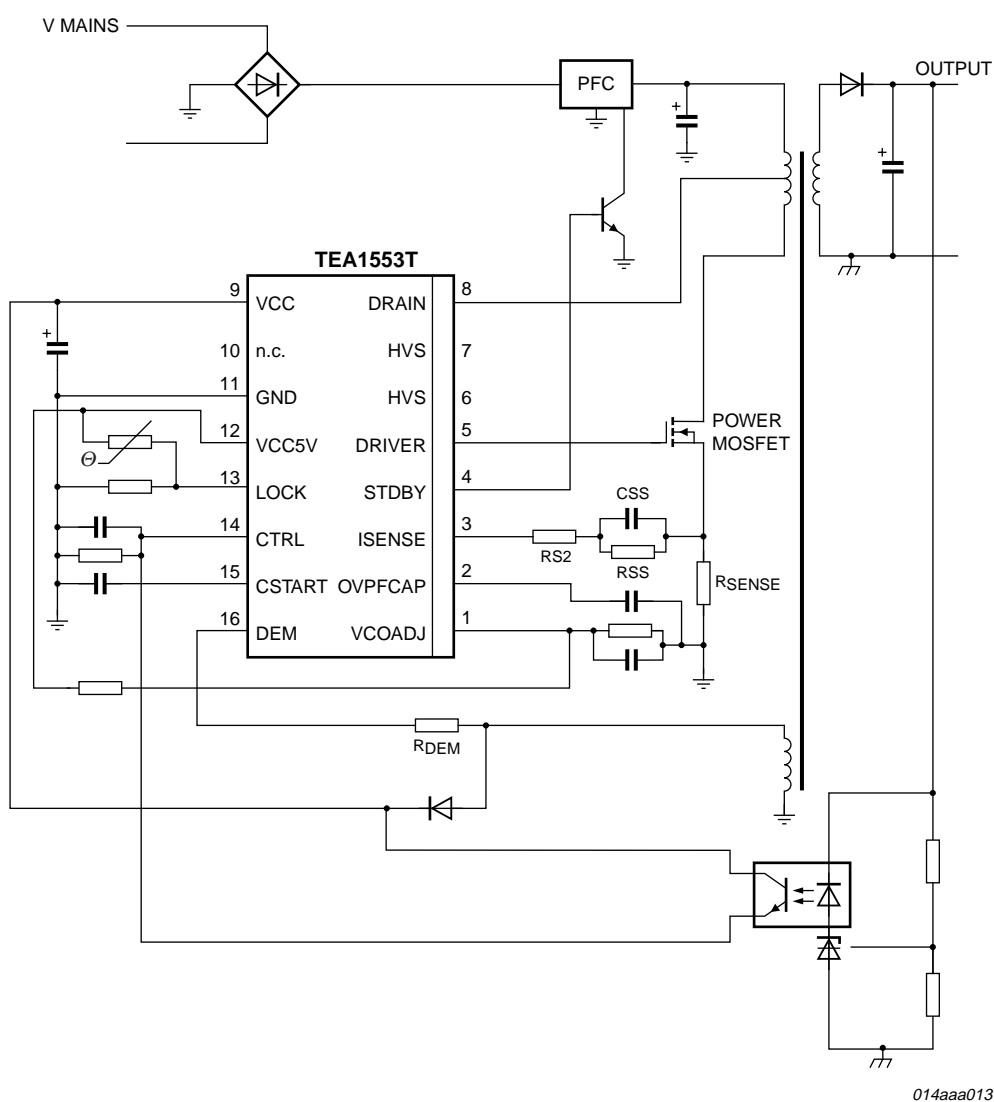 V MAINS
PFC
OUTPUT
TEA1553T
9 VCC DRAIN 8
10 n.c. HVS 7
11 GND HVS 6
12 VCC5V DRIVER 5
POWER
MOSFET
Θ
13 LOCK STDBY 4
14 CTRL ISENSE 3
CSS
RS2
RSS
15 CSTART OVPFCAP 2
RSENSE
16 DEM VCOADJ 1
RDEM
014aaa013